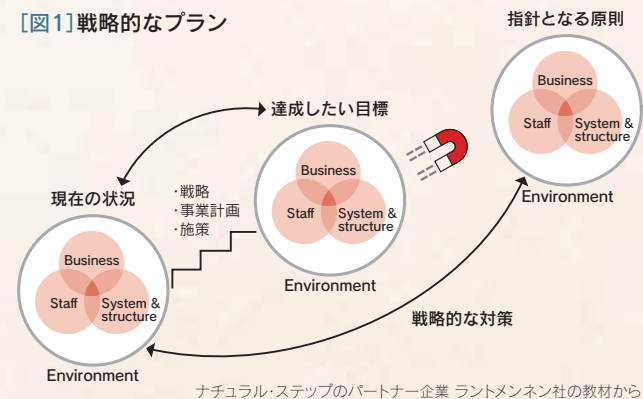 [図1]戦略的なプラン
指針となる原則
Business
Staff
System &
structure
Environment
達成したい目標
Business
Staff
System &
structure
Environment
・戦略
・事業計画
・施策
現在の状況
Business
Staff
System &
structure
Environment
戦略的な対策
ナチュラル・ステップのパートナー企業 ラントメンネン社の教材から